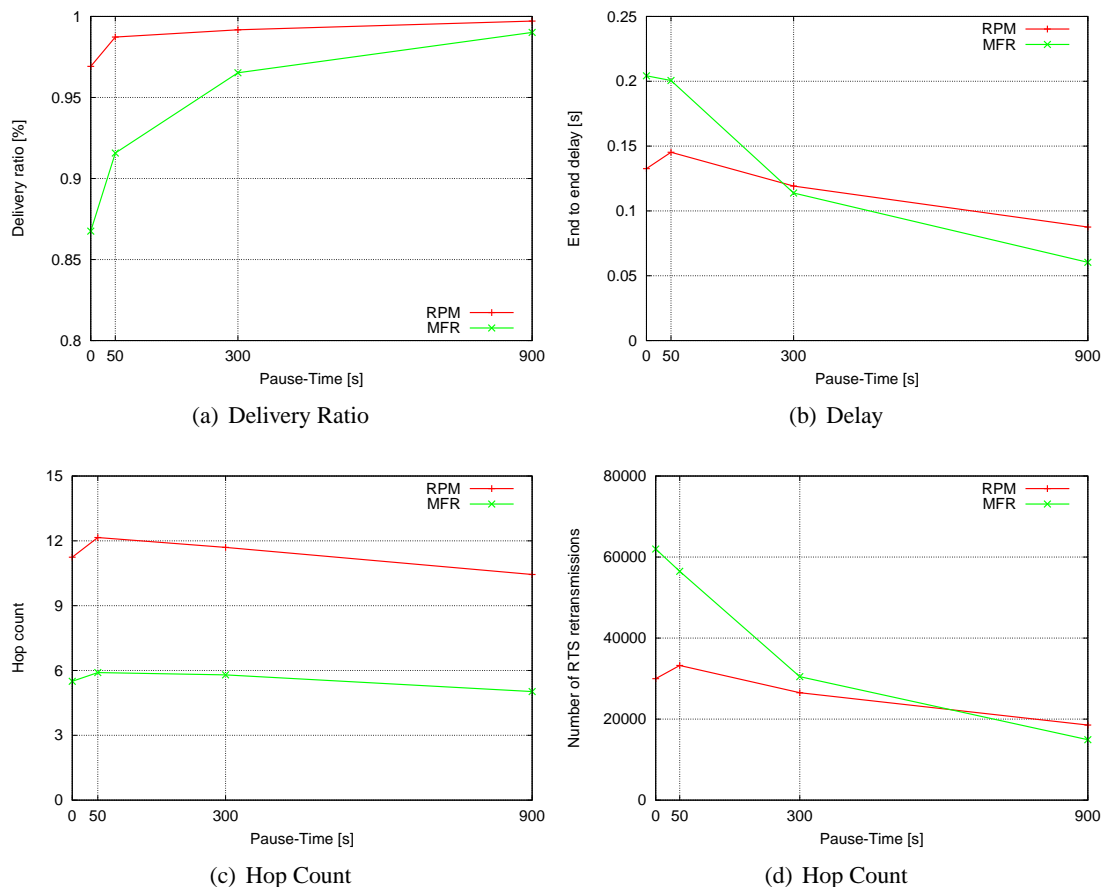 1
0.95
0.9
0.85
0.8
Delivery ratio [%]
RPM
MFR
0 50 300 900
Pause-Time [s]
(a) Delivery Ratio
0.25
0.2
0.15
0.1
0.05
0
End to end delay [s]
RPM
MFR
0 50 300 900
Pause-Time [s]
(b) Delay
15
12
9
6
3
0
Hop count
RPM
MFR
0 50 300 900
Pause-Time [s]
(c) Hop Count
80000
60000
40000
20000
0
Number of RTS retransmissions
RPM
MFR
0 50 300 900
Pause-Time [s]
(d) Hop Count